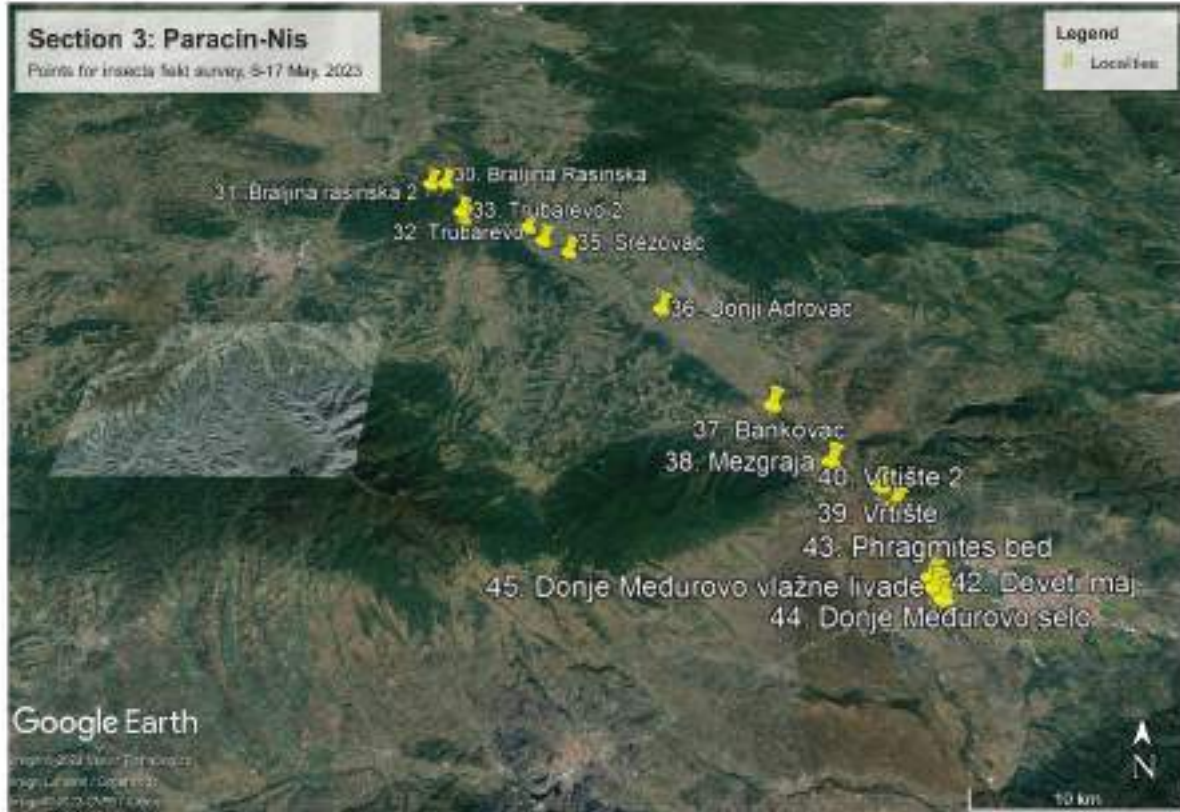 Section 3: Paracin-Nis
Points for insecta field survey, 6-17 May, 2023
Legend
Localities
30. Braljina Rasinska
31. Braljina rasinska 2
33. Trubarevo 2
32. Trubarevo
35. Srezovac
36. Donji Adrovac
37. Bankovac
38. Mezgraja
40. Vrtište 2
39. Vrtište
43. Phragmites bed
45. Donje Međurovo vlažne livade
42. Deveti maj
44. Donje Međurovo selo
Google Earth
N
10 km